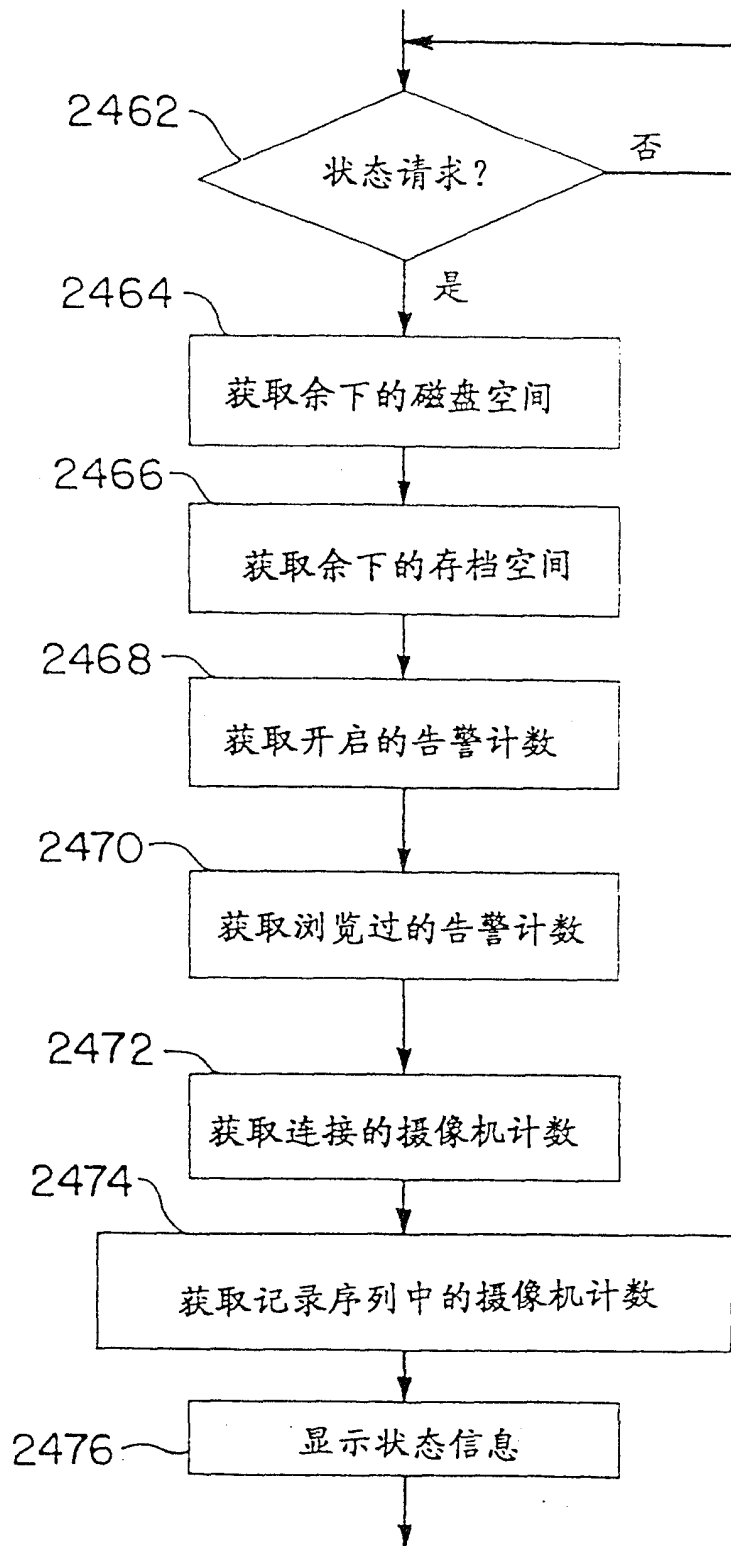 2462
状态请求?
否
是
2464
获取余下的磁盘空间
2466
获取余下的存档空间
2468
获取开启的告警计数
2470
获取浏览过的告警计数
2472
获取连接的摄像机计数
2474
获取记录序列中的摄像机计数
2476
显示状态信息